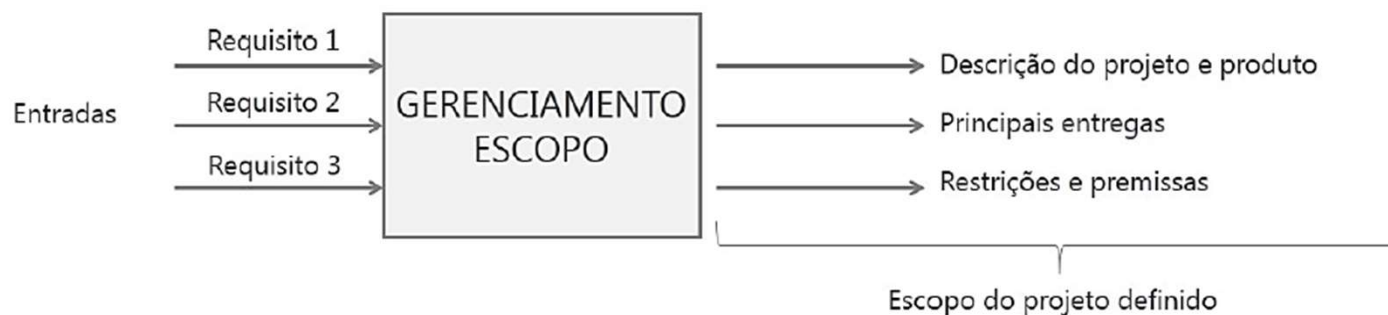 Entradas
Requisito 1
Requisito 2
Requisito 3
GERENCIAMENTO
ESCOPO
Descrição do projeto e produto
Principais entregas
Restrições e premissas
Escopo do projeto definido